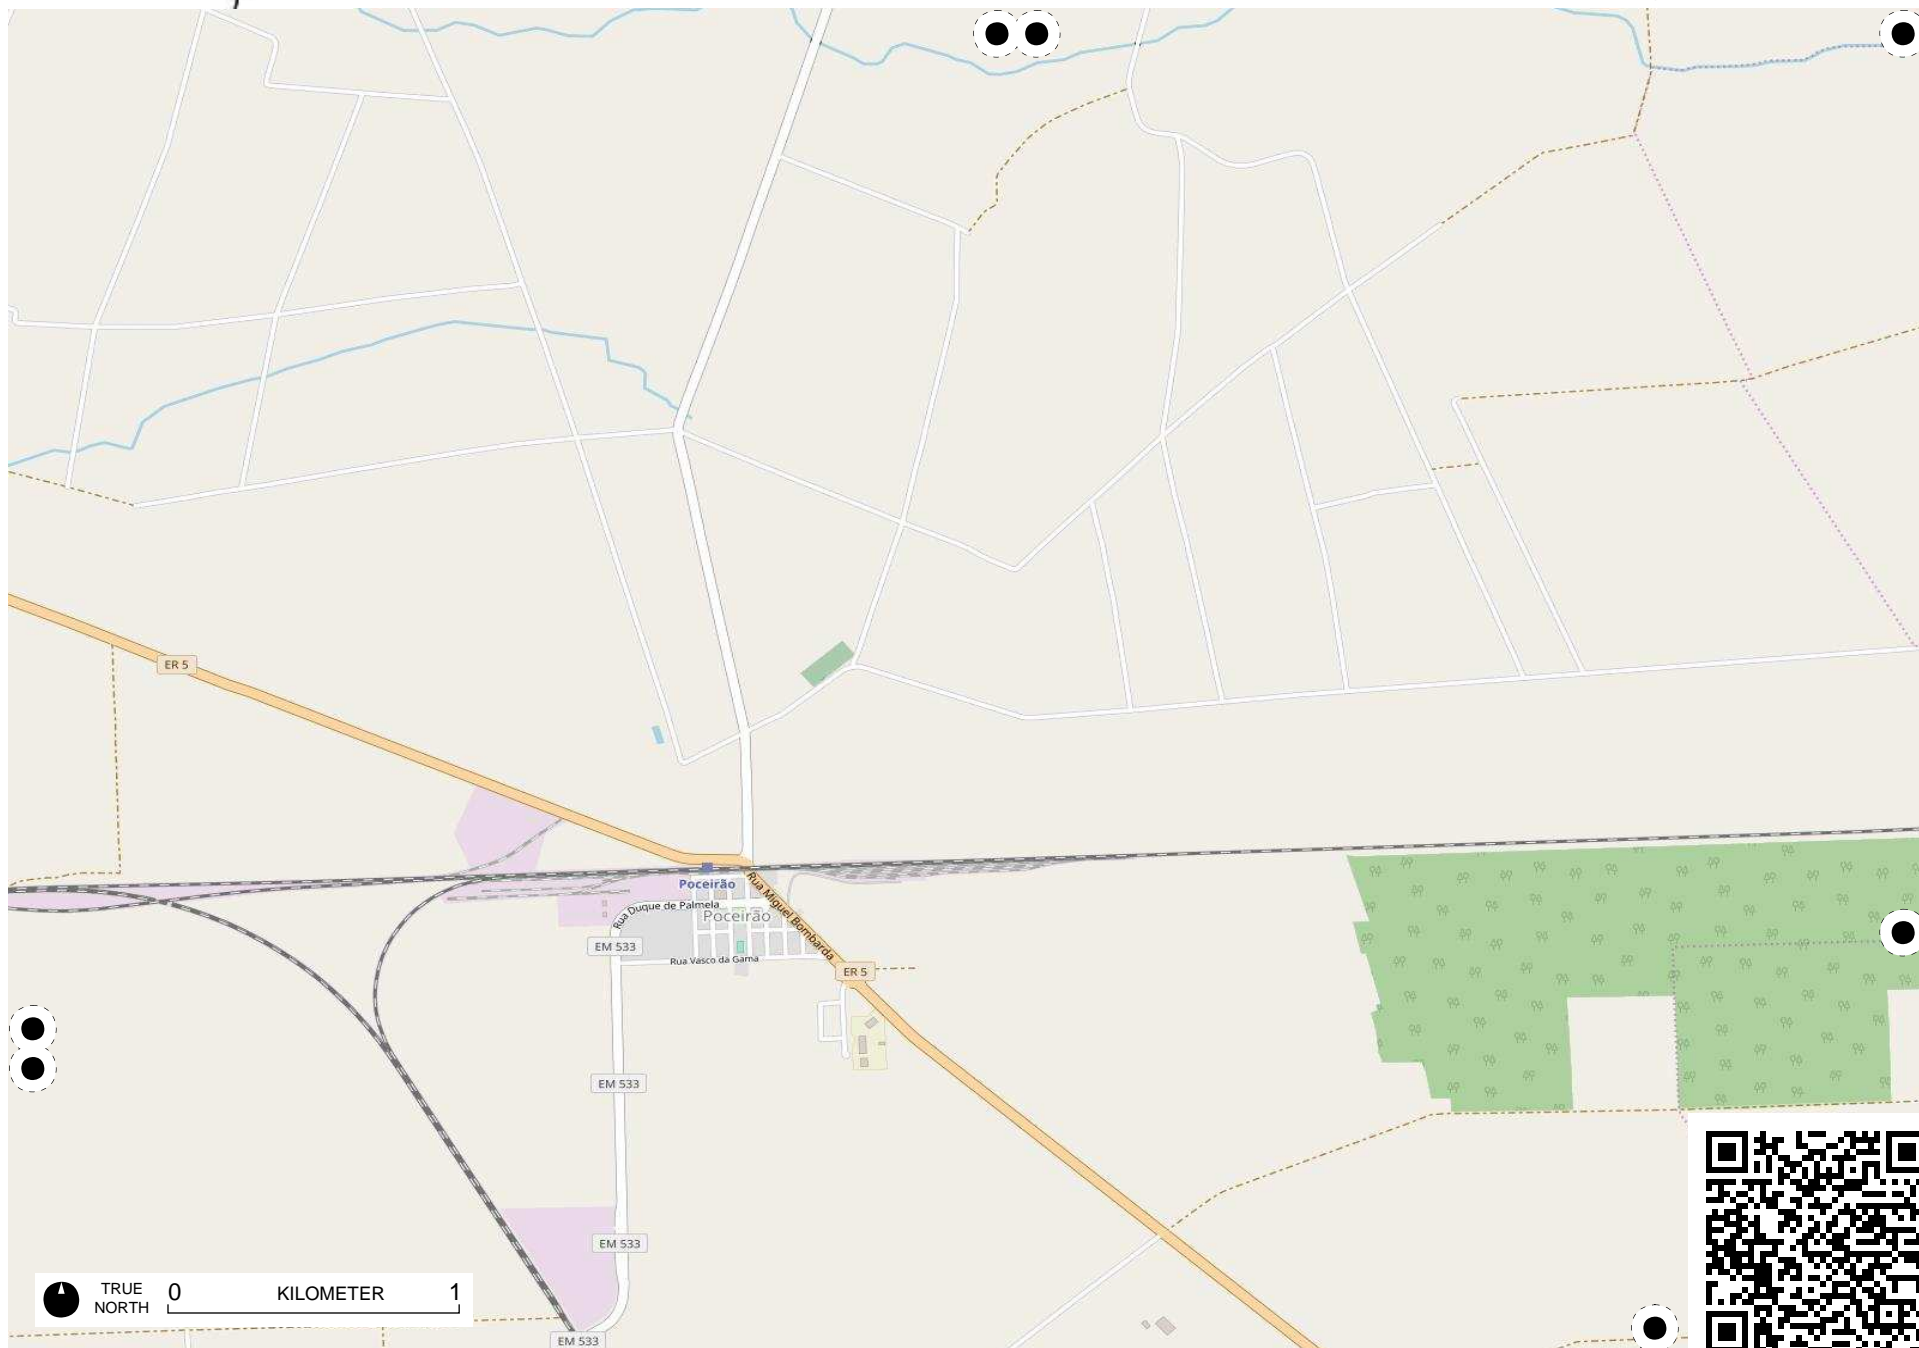 ER 5
Poceirão
Rua Miguel Bombarda
Rua Duque de Palmela
Poceirão
EM 533
Rua Vasco da Gama
ER 5
EM 533
EM 533
TRUE
NORTH
0 KILOMETER 1
EM 533